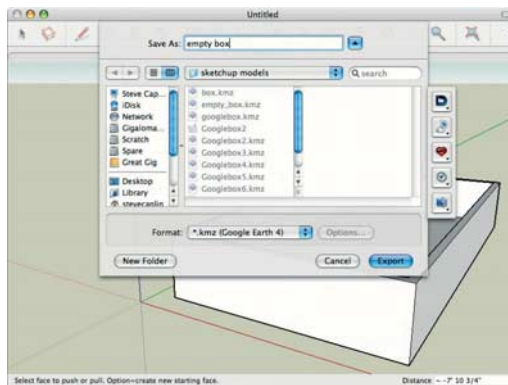 Untitled
Save As: empty box
sketchup models
search
Steve Cap...
iDisk
Network
Gigaloma...
Scratch
Spare
Great Gig
Desktop
Library
stevecanlin
box.kmz
empty_box.kmz
googlebox.kmz
Googlebox2
Googlebox2.kmz
Googlebox3.kmz
Googlebox4.kmz
Googlebox5.kmz
Googlebox6.kmz
Format: *.kmz (Google Earth 4)
Options...
New Folder
Cancel
Export
Select face to push or pull. Option=create new starting face.
Distance ~ -7' 10 3/4"